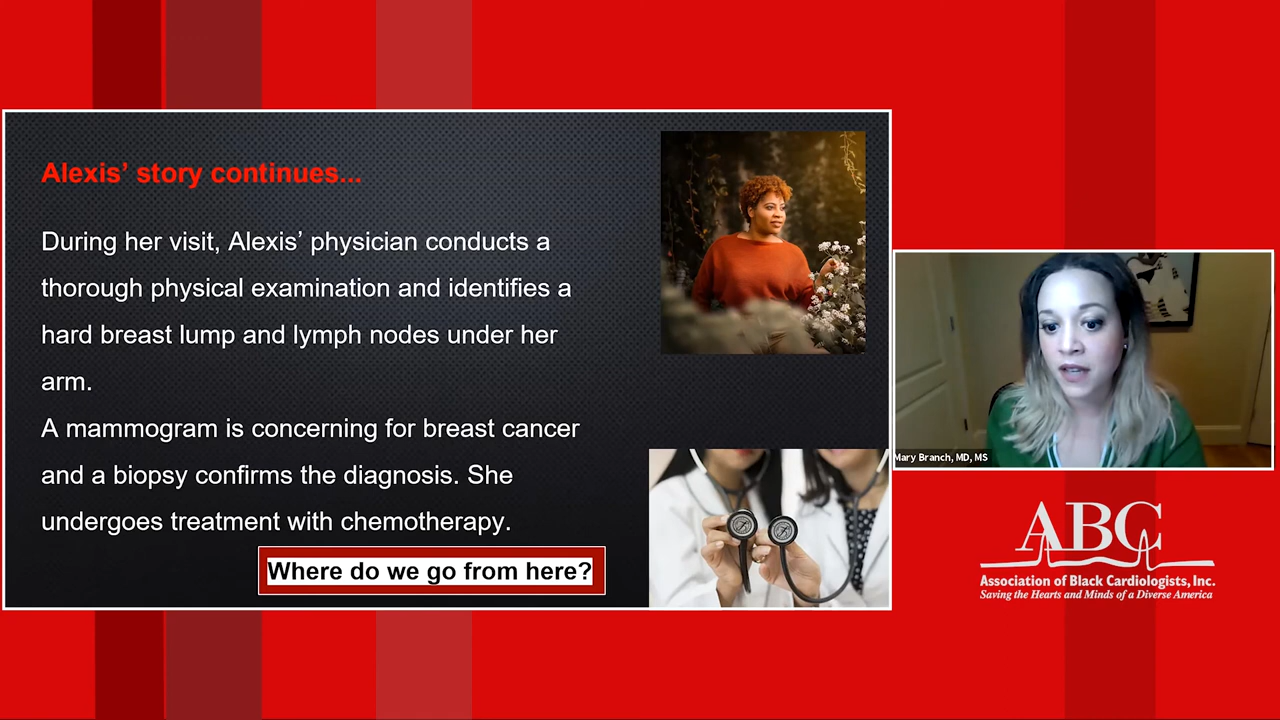 Alexis’ story continues...
During her visit, Alexis’ physician conducts a
thorough physical examination and identifies a
hard breast lump and lymph nodes under her
arm.
A mammogram is concerning for breast cancer
and a biopsy confirms the diagnosis. She
undergoes treatment with chemotherapy.
Where do we go from here?
Mary Branch, MD, MS
ABC
Association of Black Cardiologists, Inc.
Saving the Hearts and Minds of a Diverse America